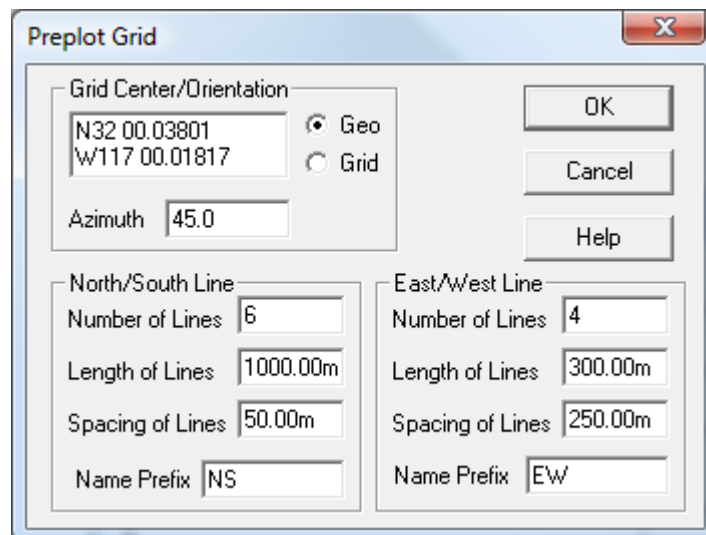 Preplot Grid
Grid Center/Orientation
N32 00.03801
W117 00.01817
Geo
Grid
Azimuth 45.0
OK
Cancel
Help
North/South Line
Number of Lines 6
Length of Lines 1000.00m
Spacing of Lines 50.00m
Name Prefix NS
East/West Line
Number of Lines 4
Length of Lines 300.00m
Spacing of Lines 250.00m
Name Prefix EW